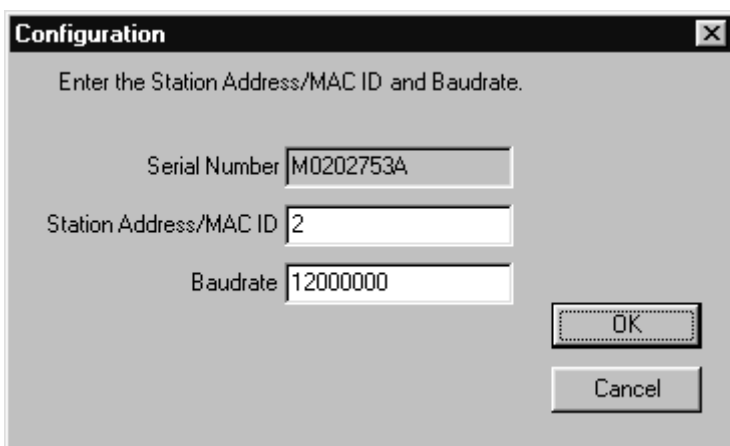 Configuration
Enter the Station Address/MAC ID and Baudrate.
Serial Number M0202753A
Station Address/MAC ID 2
Baudrate 12000000
OK
Cancel